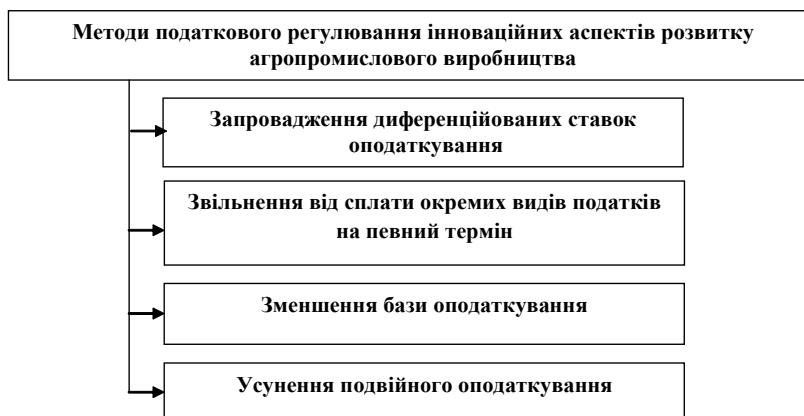 Методи податкового регулювання інноваційних аспектів розвитку
агропромислового виробництва
Запровадження диференційованих ставок
оподаткування
Звільнення від сплати окремих видів податків
на певний термін
Зменшення бази оподаткування
Усунення подвійного оподаткування